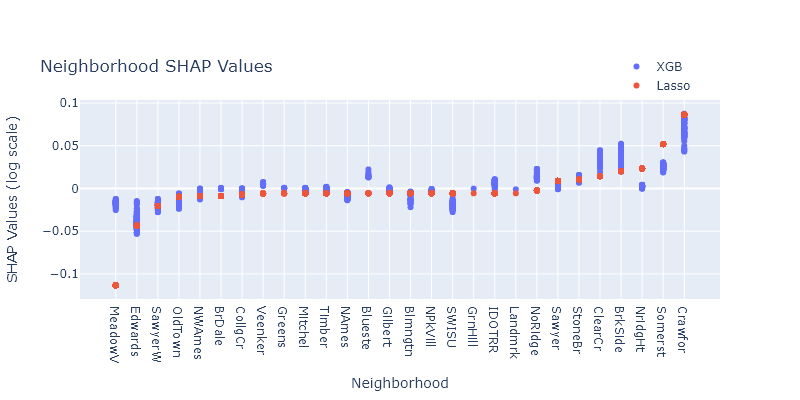 Neighborhood SHAP Values
XGB
Lasso
SHAP Values (log scale)
0.1
0.05
0
−0.05
−0.1
MeadowV
Edwards
SawyerW
OldTown
NWAmes
BrDale
CollgCr
Veenker
Greens
Mitchel
Timber
NAmes
Blueste
Gilbert
Blmngtn
NPkVill
SWISU
GrnHill
IDOTRR
Landmrk
NoRidge
Sawyer
StoneBr
ClearCr
BrkSide
NridgHt
Somerst
Crawfor
Neighborhood